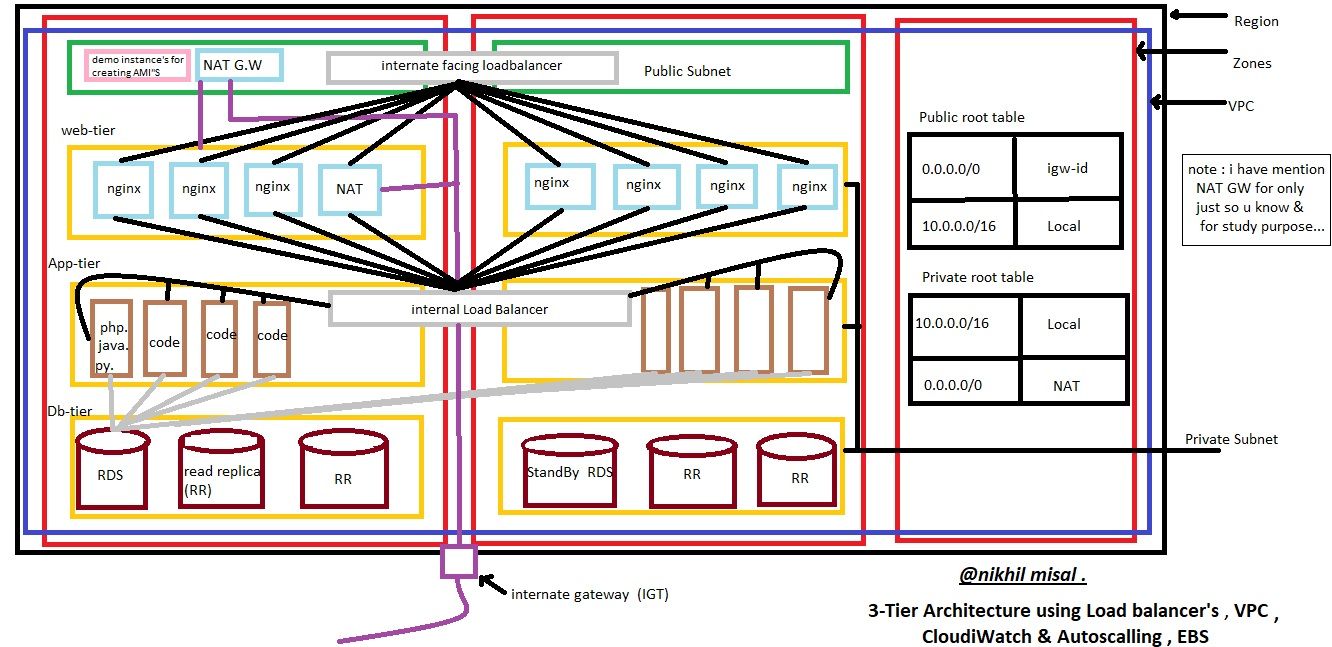 Region
demo instance's for
creating AMI"S
NAT G.W
internate facing loadbalancer
Public Subnet
Zones
VPC
web-tier
nginx
nginx
nginx
NAT
nginx
nginx
nginx
nginx
Public root table
0.0.0.0/0
igw-id
10.0.0.0/16
Local
note : i have mention
NAT GW for only
just so u know &
for study purpose...
App-tier
internal Load Balancer
php.
java.
py.
code
code
code
Private root table
10.0.0.0/16
Local
0.0.0.0/0
NAT
Db-tier
RDS
read replica
(RR)
RR
StandBy RDS
RR
RR
Private Subnet
internate gateway (IGT)
@nikhil misal .
3-Tier Architecture using Load balancer's , VPC ,
CloudiWatch & Autoscalling , EBS